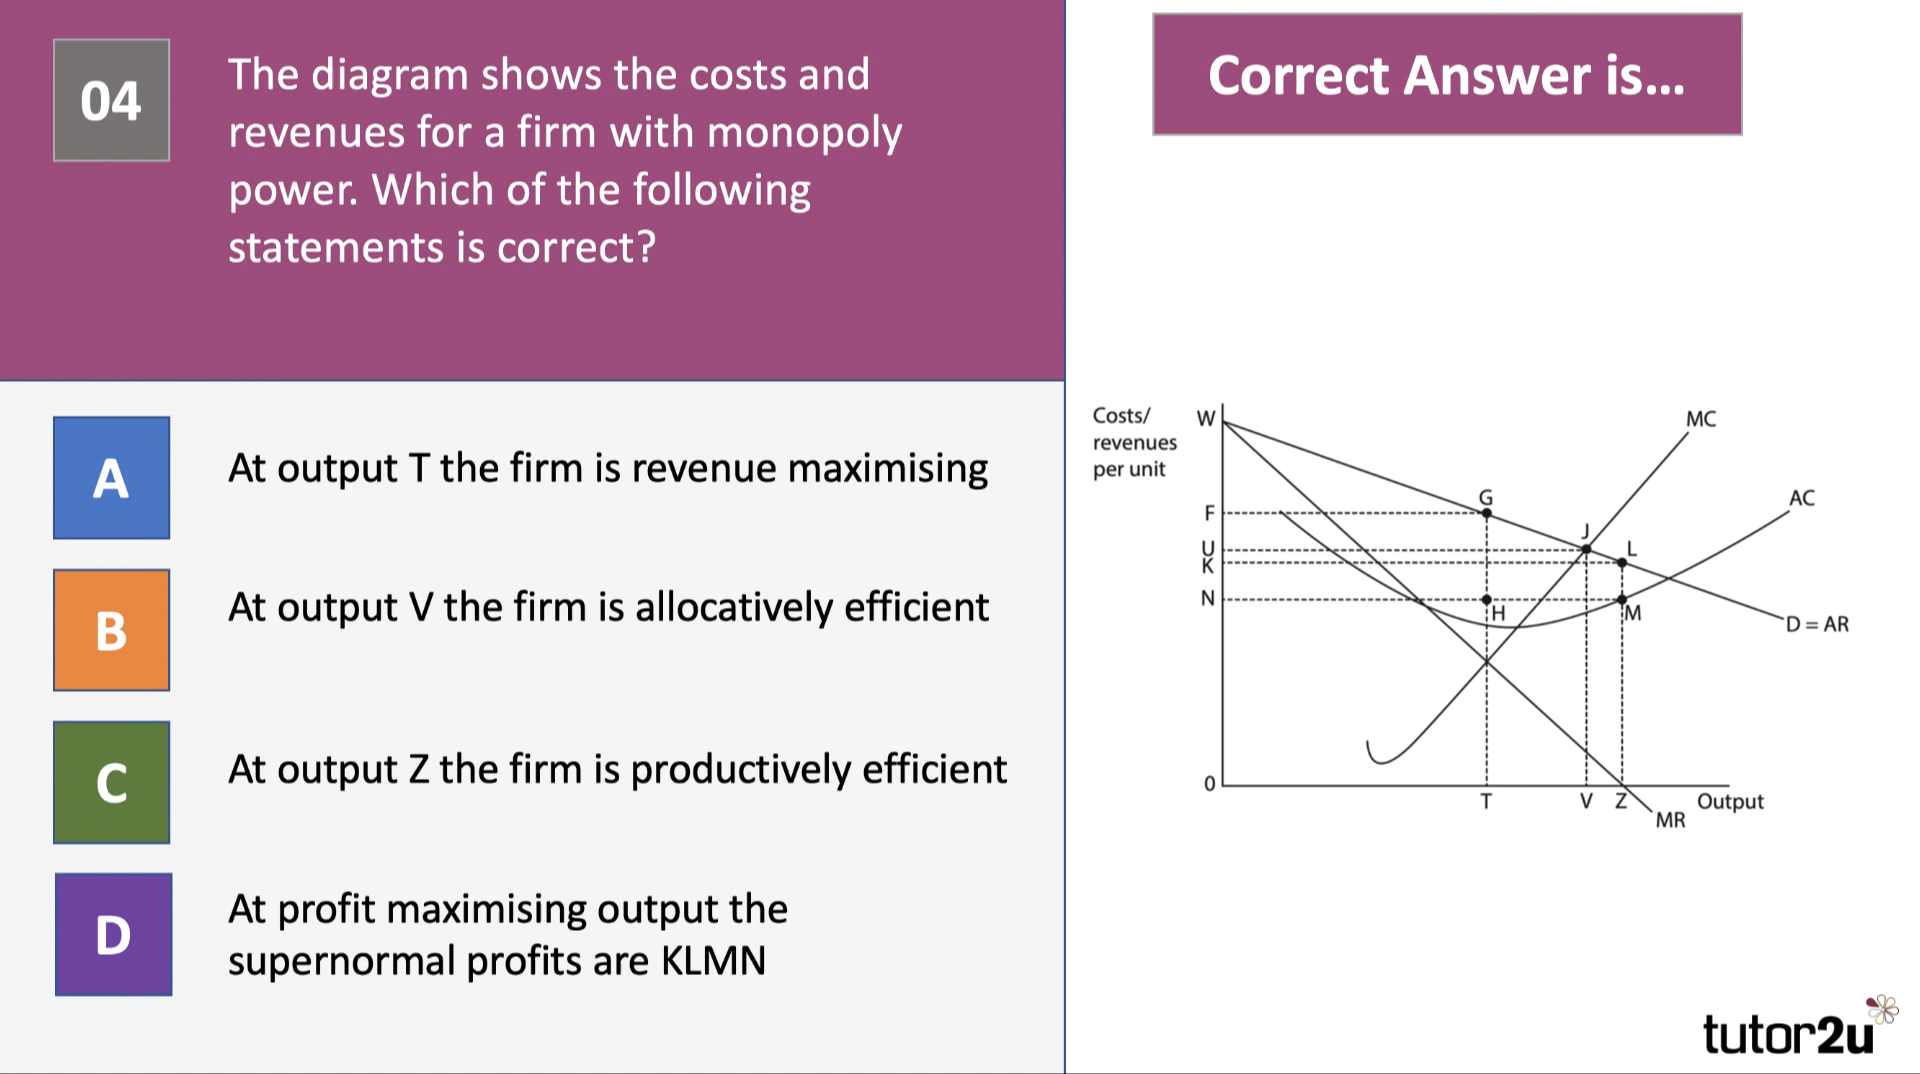 04
The diagram shows the costs and
revenues for a firm with monopoly
power. Which of the following
statements is correct?
A
At output T the firm is revenue maximising
B
At output V the firm is allocatively efficient
C
At output Z the firm is productively efficient
D
At profit maximising output the
supernormal profits are KLMN
Correct Answer is...
Costs/
revenues
per unit
W
MC
G
AC
F
J
U
L
K
N
H
M
D = AR
0
T
V
Z
Output
MR
tutor2u